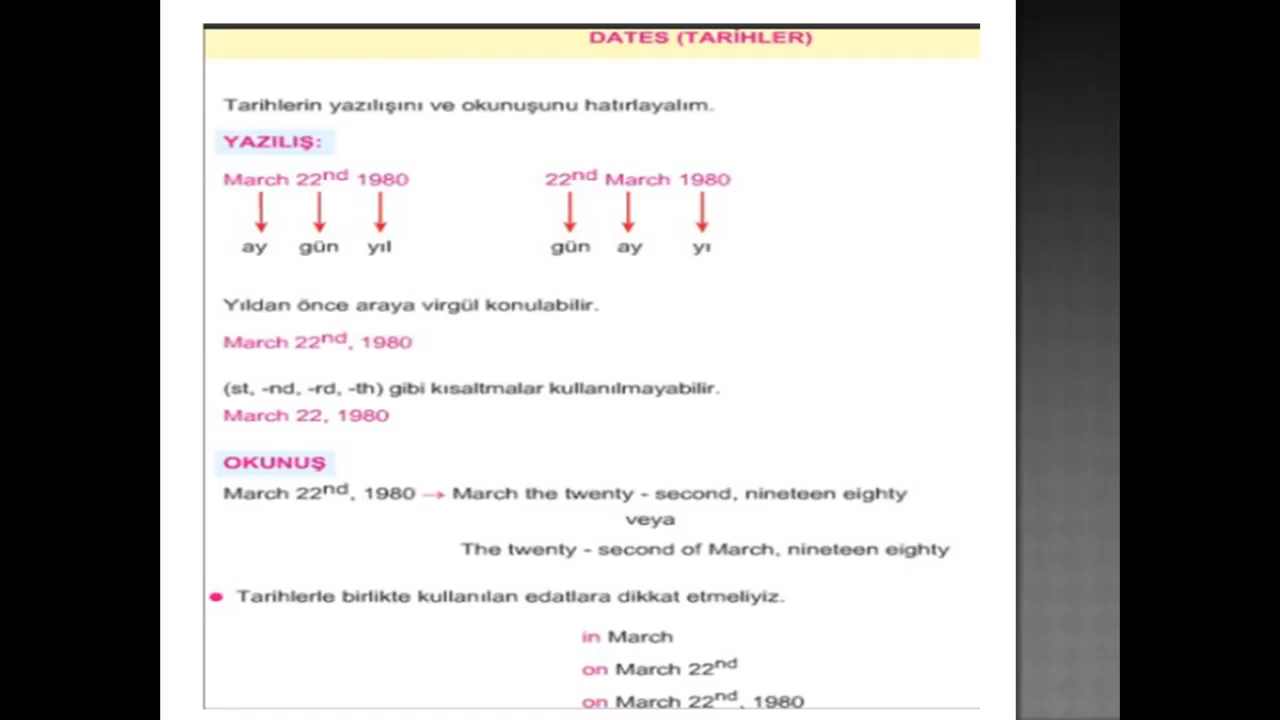 DATES (TARİHLER)
Tarihlerin yazılışını ve okunuşunu hatırlayalım.
YAZILIŞ:
March 22nd 1980 22nd March 1980
ay gün yıl gün ay yı
Yıldan önce araya virgül konulabilir.
March 22nd, 1980
(st, -nd, -rd, -th) gibi kısaltmalar kullanılmayabilir.
March 22, 1980
OKUNUŞ
March 22nd, 1980 → March the twenty - second, nineteen eighty
veya
The twenty - second of March, nineteen eighty
• Tarihlerle birlikte kullanılan edatlara dikkat etmeliyiz.
in March
on March 22nd
on March 22nd, 1980